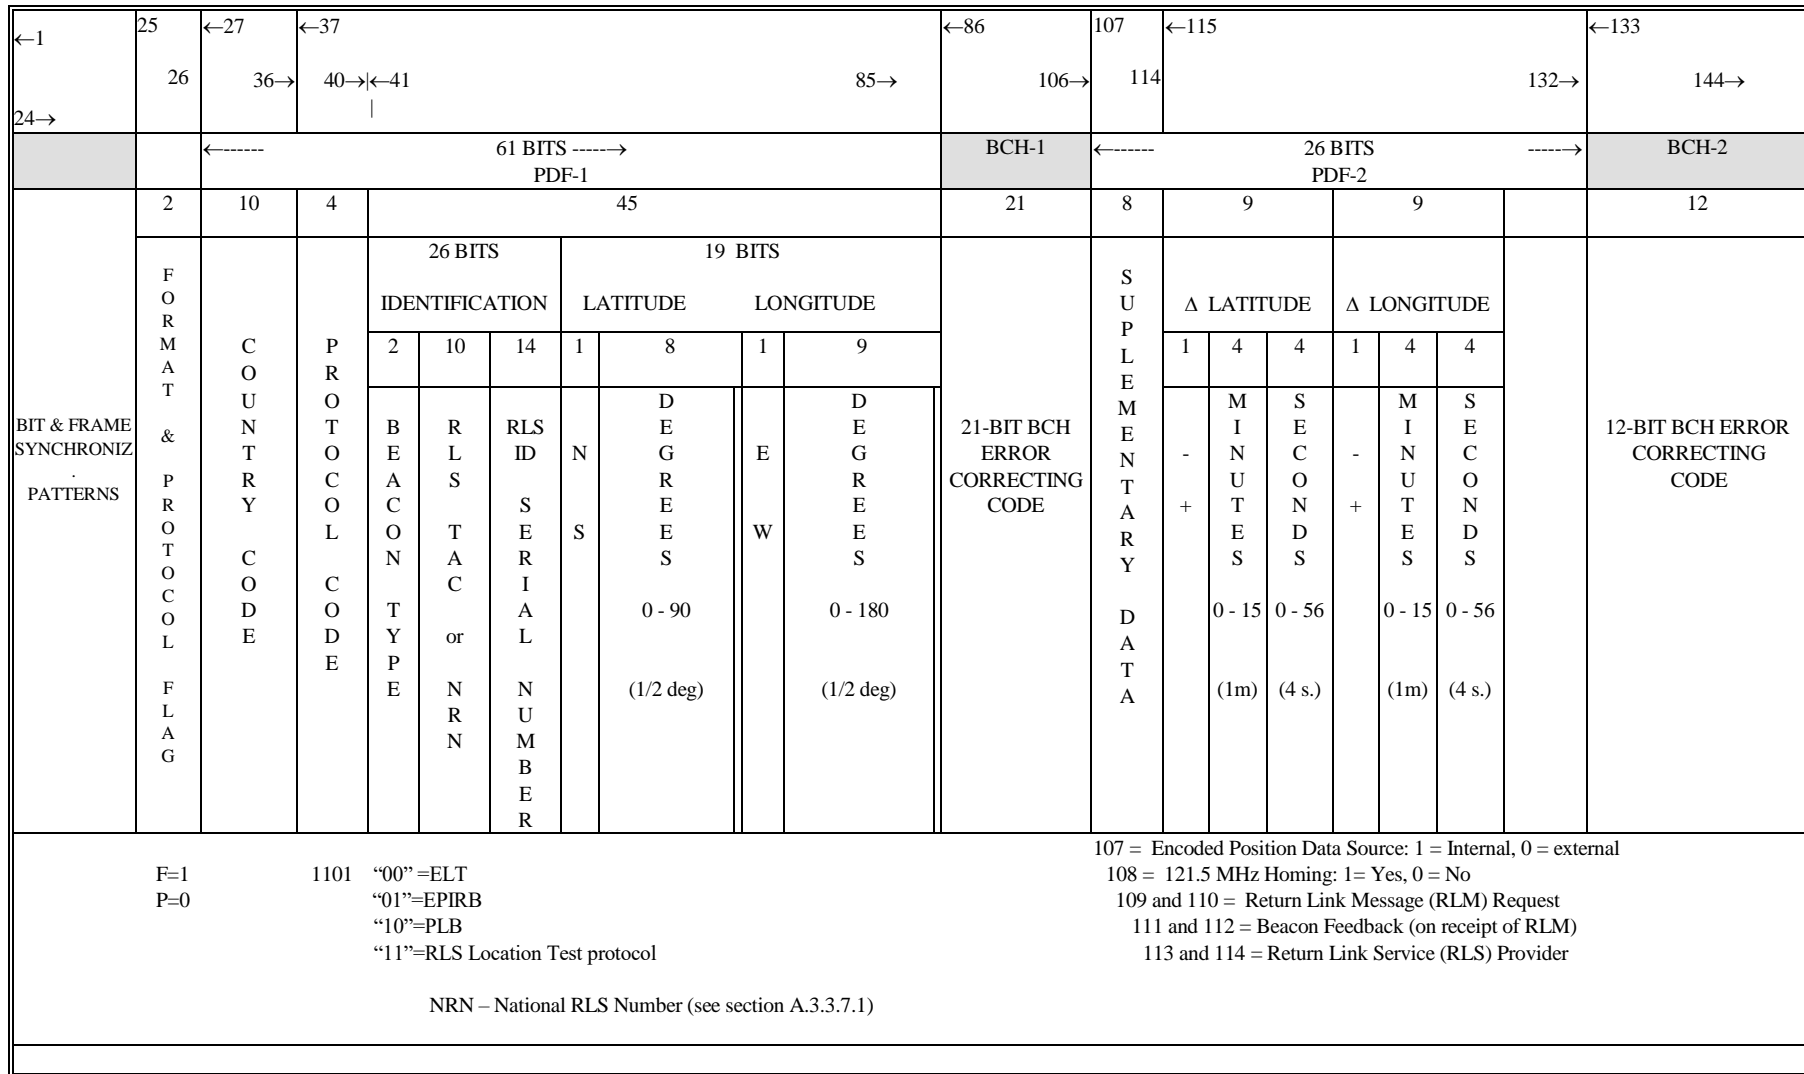 ←1 25 ←27 ←37 ←86 107 ←115 ←133
26 36→ 40→|←41 85→ 106→ 114 132→ 144→
|
24→
←------ 61 BITS -----→ BCH-1 ←------ 26 BITS -----→ BCH-2
PDF-1 PDF-2
2 10 4 45 21 8 9 9 12
26 BITS 19 BITS
IDENTIFICATION LATITUDE LONGITUDE Δ LATITUDE Δ LONGITUDE
2 10 14 1 8 1 9 1 4 4 1 4 4
BIT & FRAME
SYNCHRONIZ
.
PATTERNS
FORMAT & PROTOCOL FLAG
COUNTRY CODE
PROTOCOL CODE
BEACON TYPE
RLS TAC or NRN
RLS
ID
SERIAL NUMBER
N
S
DEGREES
0 - 90
(1/2 deg)
E
W
DEGREES
0 - 180
(1/2 deg)
21-BIT BCH
ERROR
CORRECTING
CODE
SUPLEMENTARY DATA
-
+
MINUTES
0 - 15
(1m)
SECONDS
0 - 56
(4 s.)
-
+
MINUTES
0 - 15
(1m)
SECONDS
0 - 56
(4 s.)
12-BIT BCH ERROR
CORRECTING
CODE
F=1
P=0
1101
“00” =ELT
“01”=EPIRB
“10”=PLB
“11”=RLS Location Test protocol
NRN – National RLS Number (see section A.3.3.7.1)
107 = Encoded Position Data Source: 1 = Internal, 0 = external
108 = 121.5 MHz Homing: 1= Yes, 0 = No
109 and 110 = Return Link Message (RLM) Request
111 and 112 = Beacon Feedback (on receipt of RLM)
113 and 114 = Return Link Service (RLS) Provider